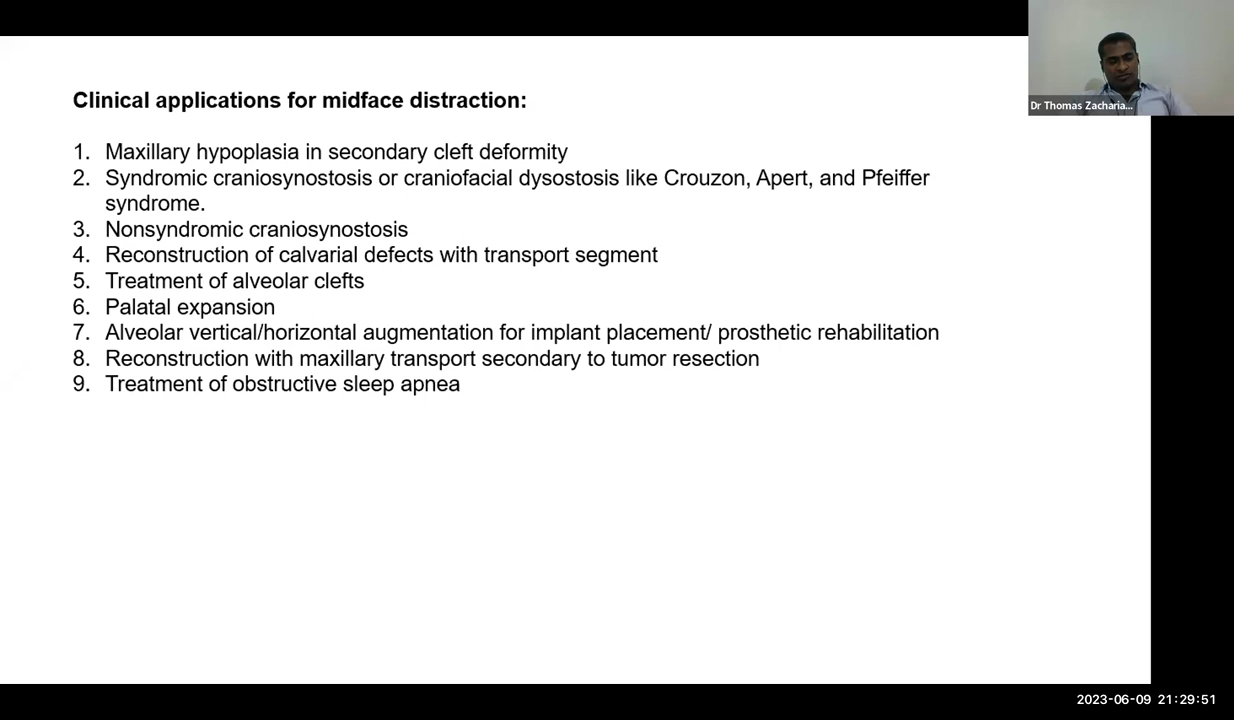 Clinical applications for midface distraction:
1. Maxillary hypoplasia in secondary cleft deformity
2. Syndromic craniosynostosis or craniofacial dysostosis like Crouzon, Apert, and Pfeiffer
syndrome.
3. Nonsyndromic craniosynostosis
4. Reconstruction of calvarial defects with transport segment
5. Treatment of alveolar clefts
6. Palatal expansion
7. Alveolar vertical/horizontal augmentation for implant placement/ prosthetic rehabilitation
8. Reconstruction with maxillary transport secondary to tumor resection
9. Treatment of obstructive sleep apnea
Dr Thomas Zacharia...
2023-06-09 21:29:51